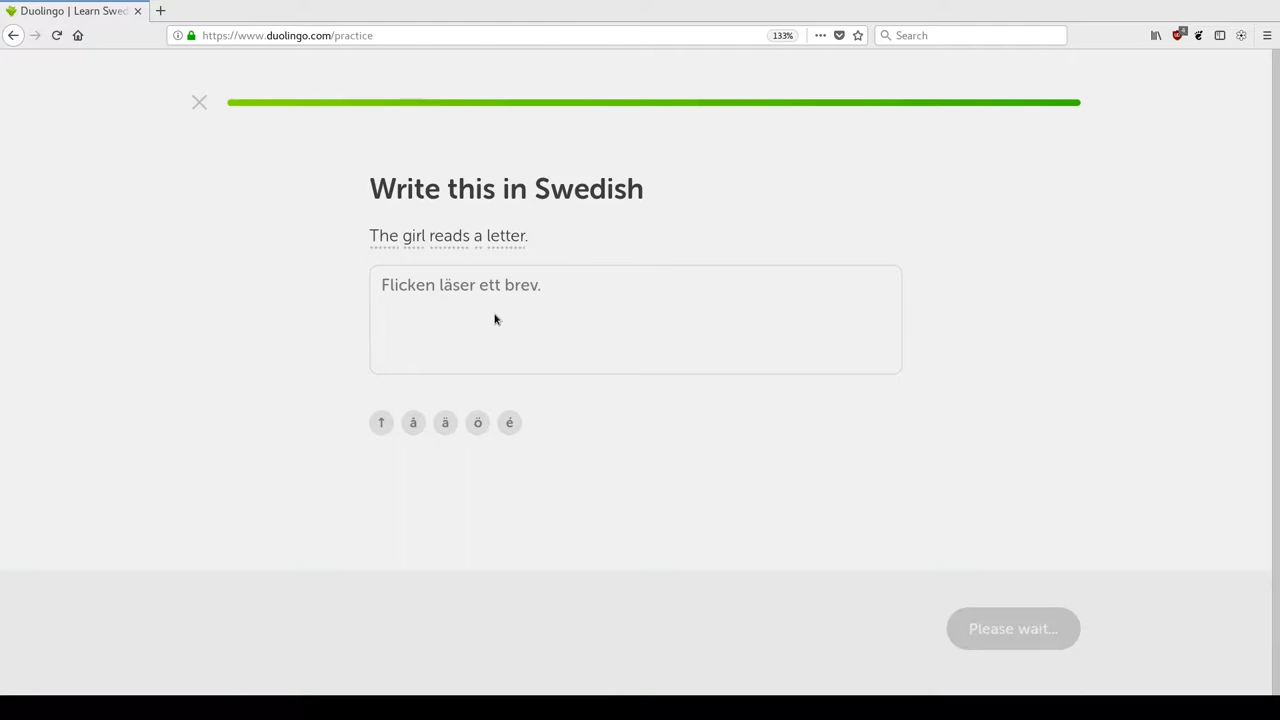 Duolingo | Learn Swed
https://www.duolingo.com/practice
133%
Search
4
Write this in Swedish
The girl reads a letter.
Flicken läser ett brev.
↑ å ä ö é
Please wait...